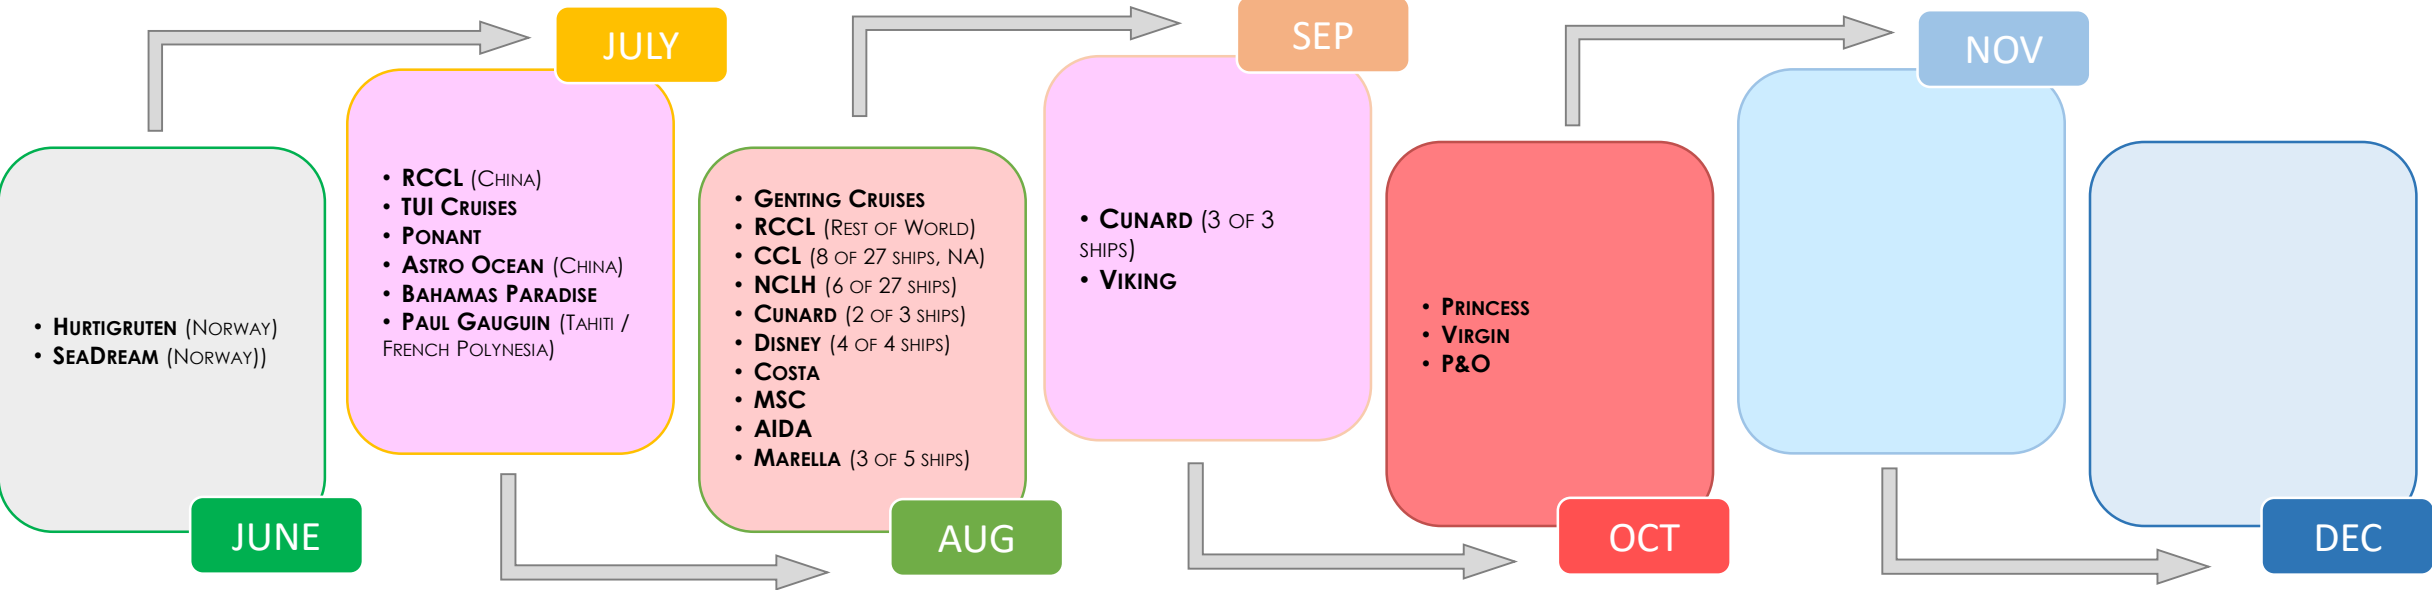 JUNE
• HURTIGRUTEN (NORWAY)
• SEADREAM (NORWAY))
JULY
• RCCL (CHINA)
• TUI CRUISES
• PONANT
• ASTRO OCEAN (CHINA)
• BAHAMAS PARADISE
• PAUL GAUGUIN (TAHITI /
FRENCH POLYNESIA)
AUG
• GENTING CRUISES
• RCCL (REST OF WORLD)
• CCL (8 OF 27 SHIPS, NA)
• NCLH (6 OF 27 SHIPS)
• CUNARD (2 OF 3 SHIPS)
• DISNEY (4 OF 4 SHIPS)
• COSTA
• MSC
• AIDA
• MARELLA (3 OF 5 SHIPS)
SEP
• CUNARD (3 OF 3
SHIPS)
• VIKING
OCT
• PRINCESS
• VIRGIN
• P&O
NOV
DEC